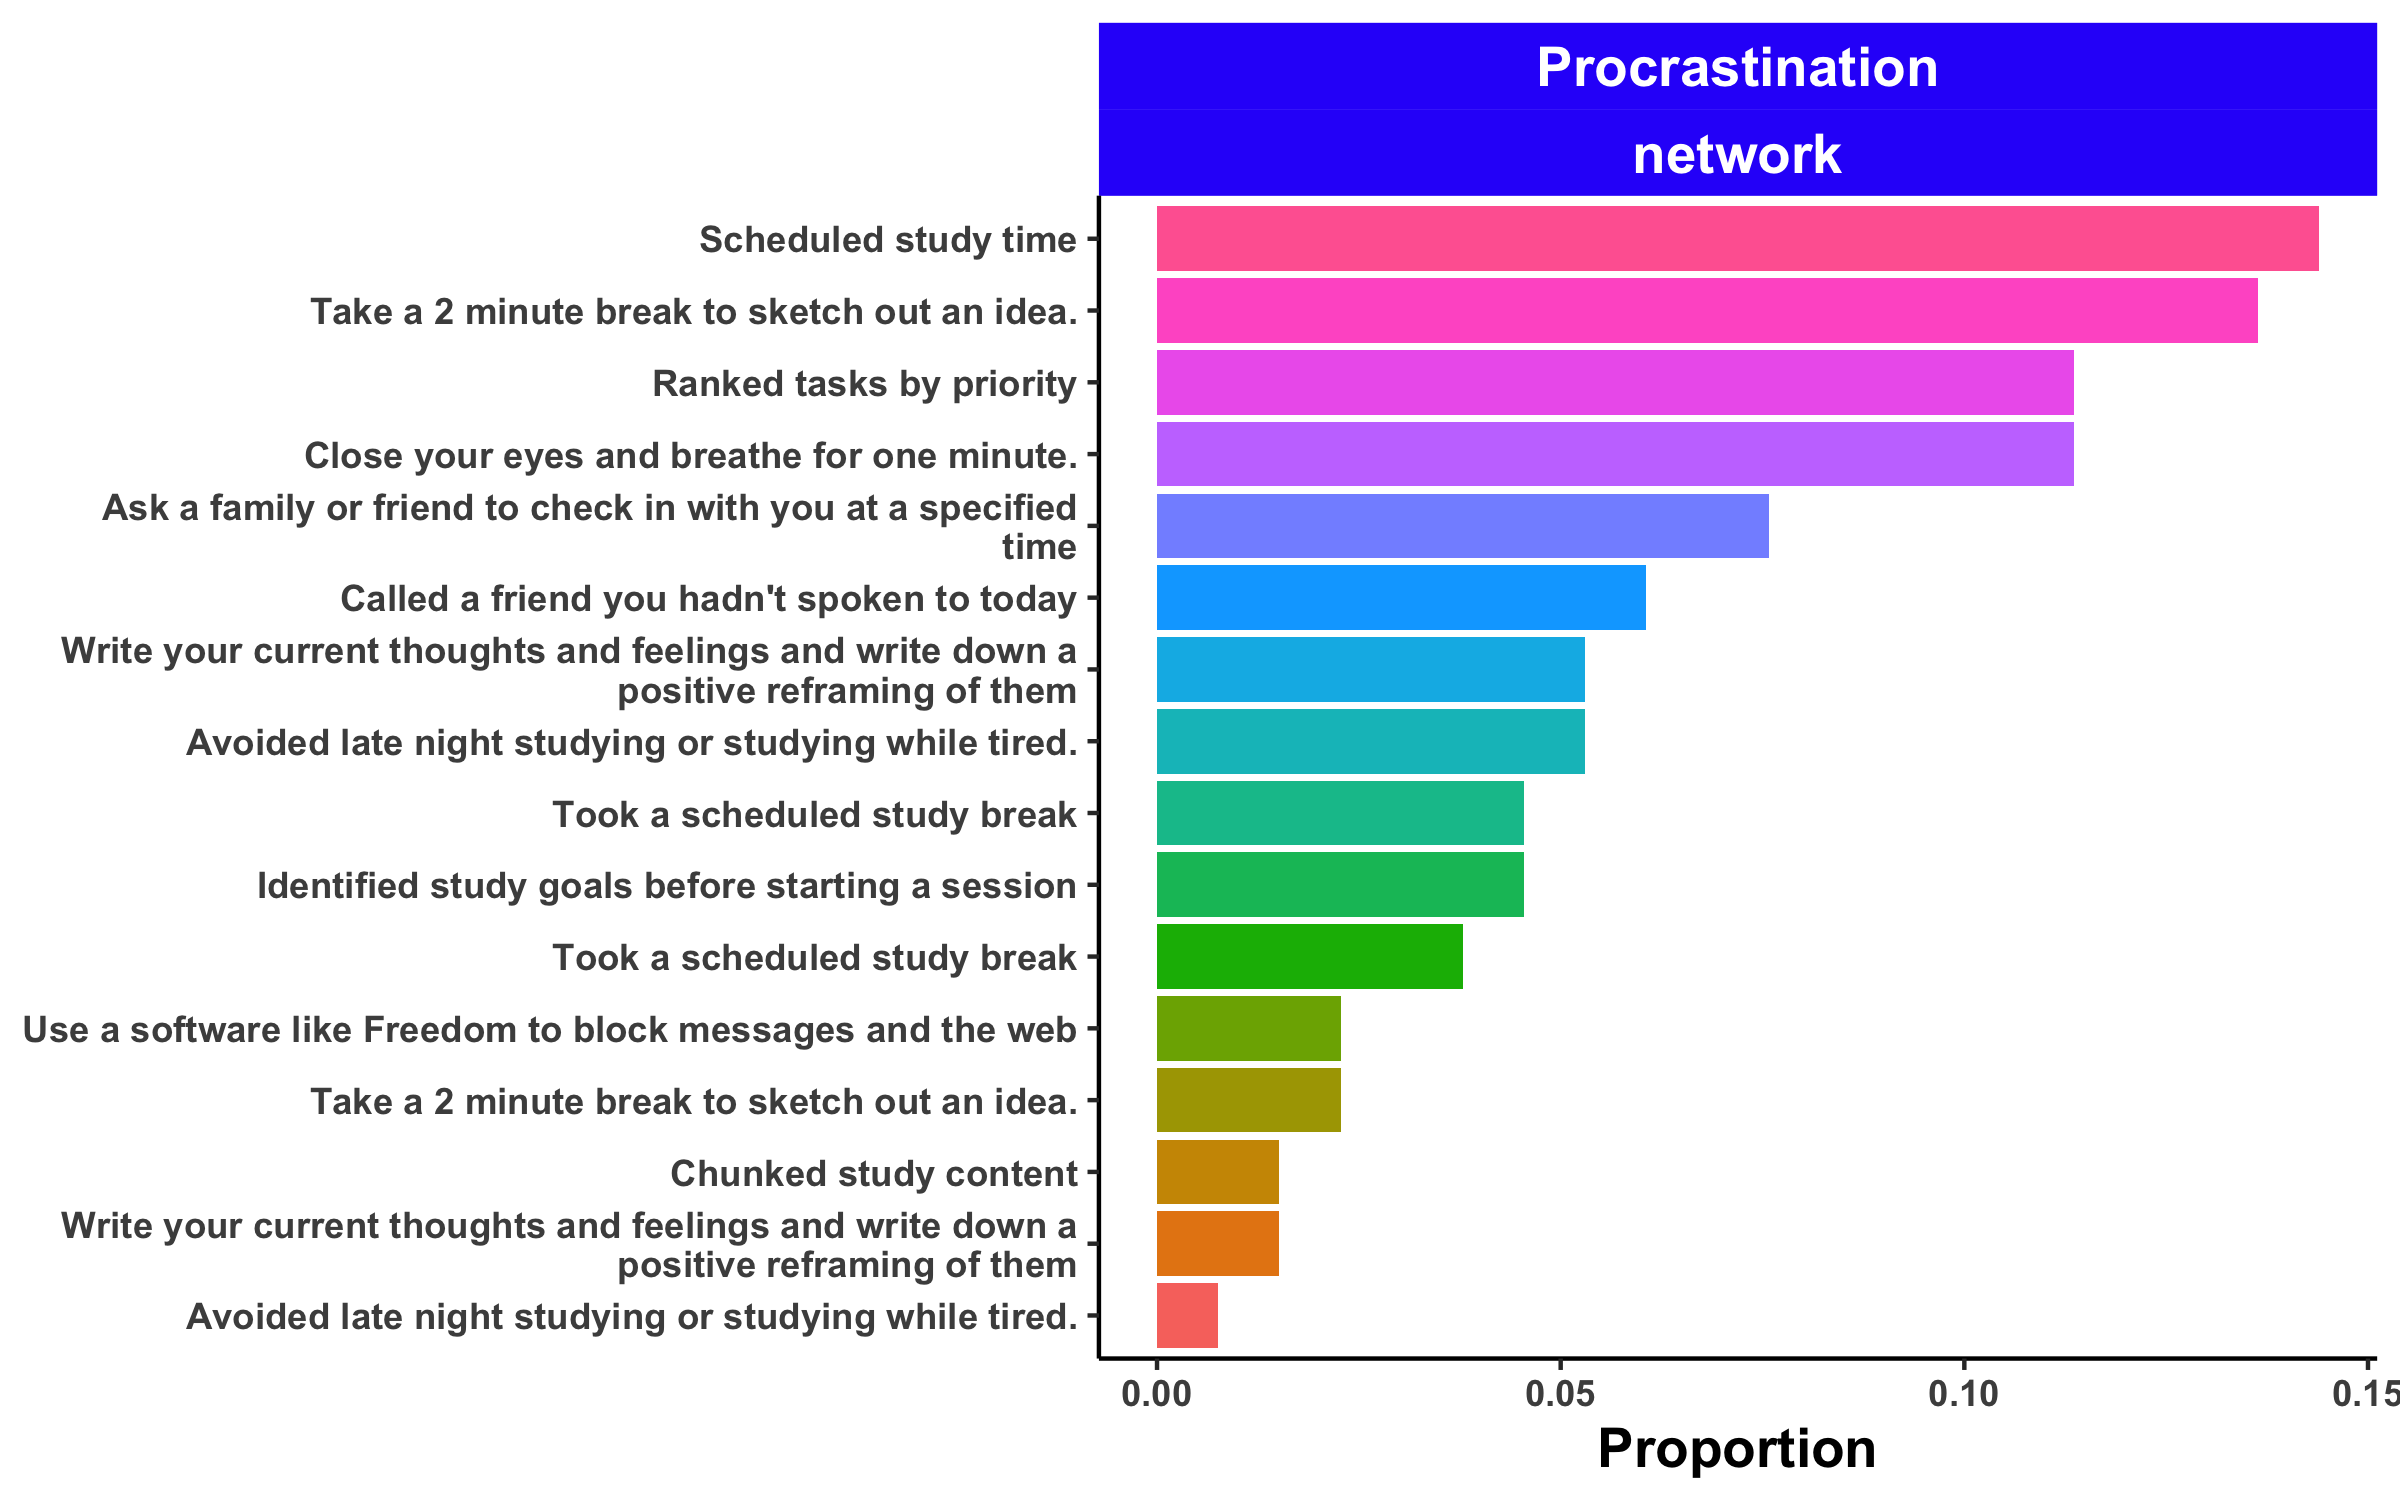 Procrastination
network
Scheduled study time
Take a 2 minute break to sketch out an idea.
Ranked tasks by priority
Close your eyes and breathe for one minute.
Ask a family or friend to check in with you at a specified
time
Called a friend you hadn't spoken to today
Write your current thoughts and feelings and write down a
positive reframing of them
Avoided late night studying or studying while tired.
Took a scheduled study break
Identified study goals before starting a session
Took a scheduled study break
Use a software like Freedom to block messages and the web
Take a 2 minute break to sketch out an idea.
Chunked study content
Write your current thoughts and feelings and write down a
positive reframing of them
Avoided late night studying or studying while tired.
0.00 0.05 0.10 0.15
Proportion